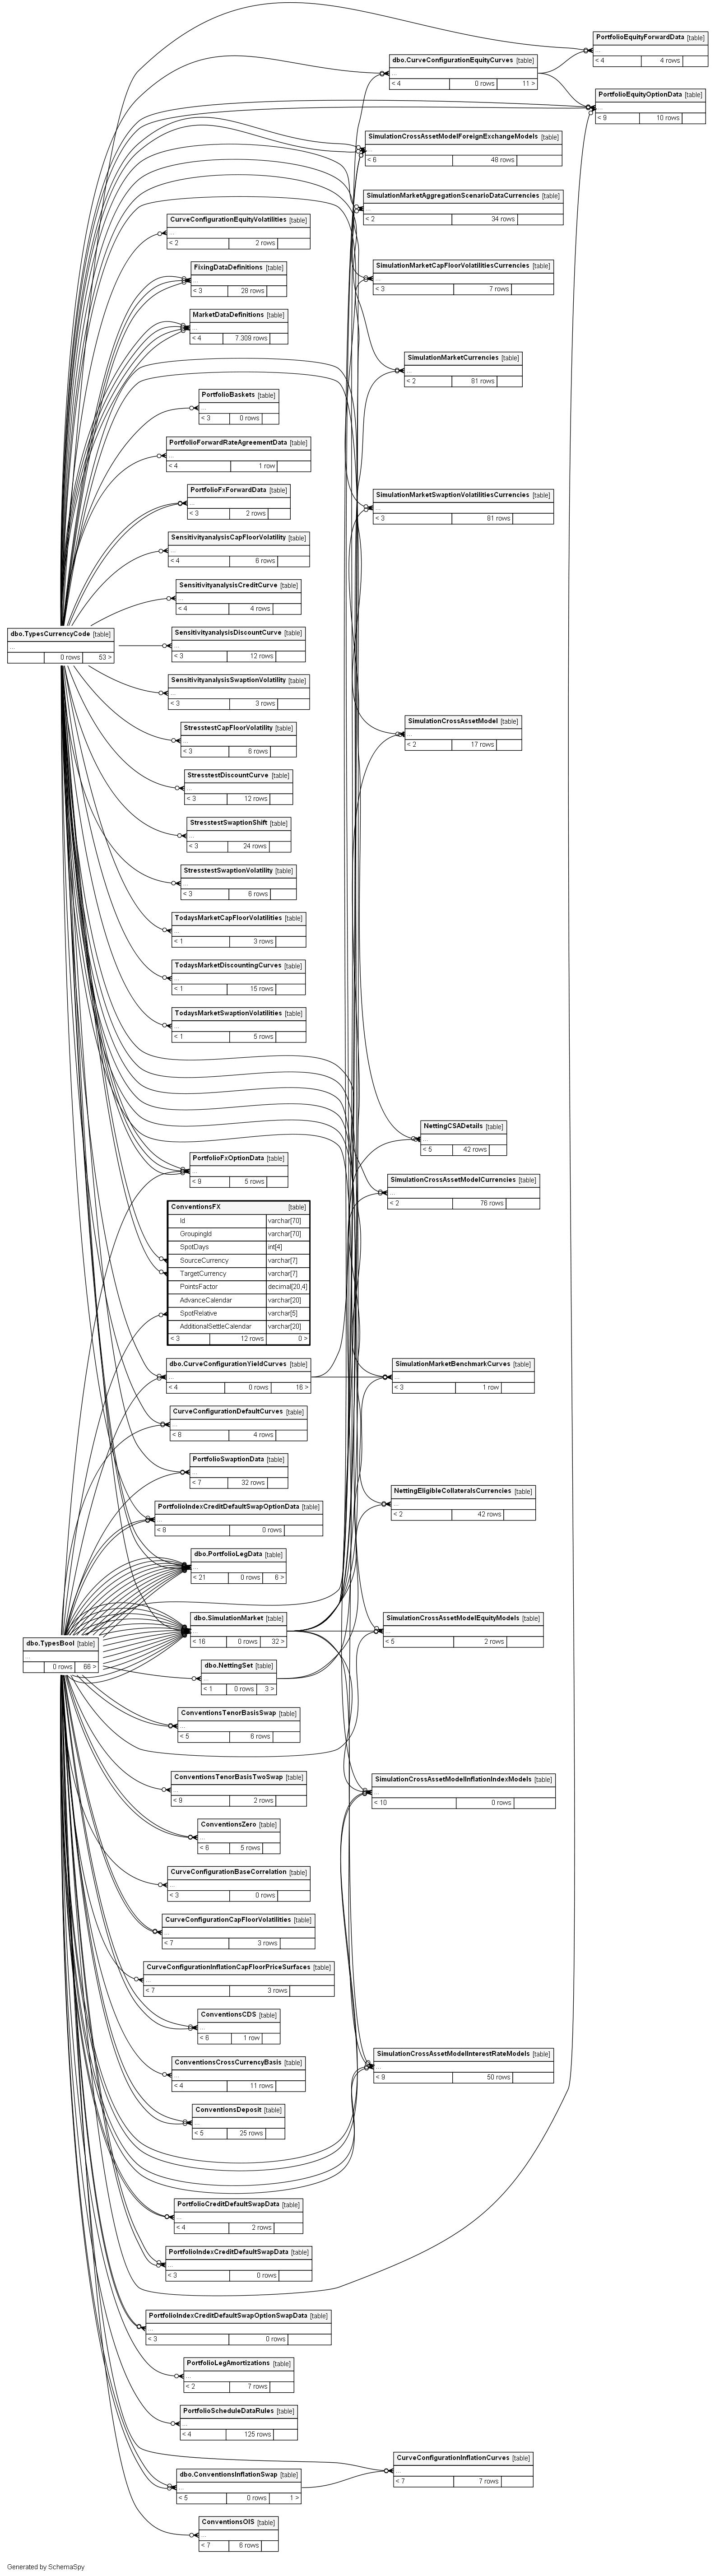 PortfolioEquityForwardData [table]
...
< 4 4 rows
dbo.CurveConfigurationEquityCurves [table]
...
< 4 0 rows 11 >
PortfolioEquityOptionData [table]
...
< 9 10 rows
SimulationCrossAssetModelForeignExchangeModels [table]
...
< 6 48 rows
SimulationMarketAggregationScenarioDataCurrencies [table]
...
< 2 34 rows
CurveConfigurationEquityVolatilities [table]
...
< 2 2 rows
FixingDataDefinitions [table]
...
< 3 28 rows
SimulationMarketCapFloorVolatilitiesCurrencies [table]
...
< 3 7 rows
MarketDataDefinitions [table]
...
< 4 7.309 rows
SimulationMarketCurrencies [table]
...
< 2 81 rows
PortfolioBaskets [table]
...
< 3 0 rows
PortfolioForwardRateAgreementData [table]
...
< 4 1 row
PortfolioFxForwardData [table]
...
< 3 2 rows
SimulationMarketSwaptionVolatilitiesCurrencies [table]
...
< 3 81 rows
SensitivityanalysisCapFloorVolatility [table]
...
< 4 6 rows
SensitivityanalysisCreditCurve [table]
...
< 4 4 rows
dbo.TypesCurrencyCode [table]
...
0 rows 53 >
SensitivityanalysisDiscountCurve [table]
...
< 3 12 rows
SensitivityanalysisSwaptionVolatility [table]
...
< 3 3 rows
StresstestCapFloorVolatility [table]
...
< 3 6 rows
SimulationCrossAssetModel [table]
...
< 2 17 rows
StresstestDiscountCurve [table]
...
< 3 12 rows
StresstestSwaptionShift [table]
...
< 3 24 rows
StresstestSwaptionVolatility [table]
...
< 3 6 rows
TodaysMarketCapFloorVolatilities [table]
...
< 1 3 rows
TodaysMarketDiscountingCurves [table]
...
< 1 15 rows
TodaysMarketSwaptionVolatilities [table]
...
< 1 5 rows
NettingCSADetails [table]
...
< 5 42 rows
PortfolioFxOptionData [table]
...
< 9 5 rows
SimulationCrossAssetModelCurrencies [table]
...
< 2 76 rows
ConventionsFX [table]
Id varchar[70]
GroupingId varchar[70]
SpotDays int[4]
SourceCurrency varchar[7]
TargetCurrency varchar[7]
PointsFactor decimal[20,4]
AdvanceCalendar varchar[20]
SpotRelative varchar[5]
AdditionalSettleCalendar varchar[20]
< 3 12 rows 0 >
dbo.CurveConfigurationYieldCurves [table]
...
< 4 0 rows 16 >
SimulationMarketBenchmarkCurves [table]
...
< 3 1 row
CurveConfigurationDefaultCurves [table]
...
< 8 4 rows
PortfolioSwaptionData [table]
...
< 7 32 rows
NettingEligibleCollateralsCurrencies [table]
...
< 2 42 rows
PortfolioIndexCreditDefaultSwapOptionData [table]
...
< 8 0 rows
dbo.PortfolioLegData [table]
...
< 21 0 rows 6 >
dbo.SimulationMarket [table]
...
< 16 0 rows 32 >
SimulationCrossAssetModelEquityModels [table]
...
< 5 2 rows
dbo.TypesBool [table]
...
0 rows 66 >
dbo.NettingSet [table]
...
< 1 0 rows 3 >
ConventionsTenorBasisSwap [table]
...
< 5 6 rows
ConventionsTenorBasisTwoSwap [table]
...
< 9 2 rows
SimulationCrossAssetModelInflationIndexModels [table]
...
< 10 0 rows
ConventionsZero [table]
...
< 6 5 rows
CurveConfigurationBaseCorrelation [table]
...
< 3 0 rows
CurveConfigurationCapFloorVolatilities [table]
...
< 7 3 rows
CurveConfigurationInflationCapFloorPriceSurfaces [table]
...
< 7 3 rows
ConventionsCDS [table]
...
< 6 1 row
ConventionsCrossCurrencyBasis [table]
...
< 4 11 rows
SimulationCrossAssetModelInterestRateModels [table]
...
< 9 50 rows
ConventionsDeposit [table]
...
< 5 25 rows
PortfolioCreditDefaultSwapData [table]
...
< 4 2 rows
PortfolioIndexCreditDefaultSwapData [table]
...
< 3 0 rows
PortfolioIndexCreditDefaultSwapOptionSwapData [table]
...
< 3 0 rows
PortfolioLegAmortizations [table]
...
< 2 7 rows
PortfolioScheduleDataRules [table]
...
< 4 125 rows
CurveConfigurationInflationCurves [table]
...
< 7 7 rows
dbo.ConventionsInflationSwap [table]
...
< 5 0 rows 1 >
ConventionsOIS [table]
...
< 7 6 rows
Generated by SchemaSpy